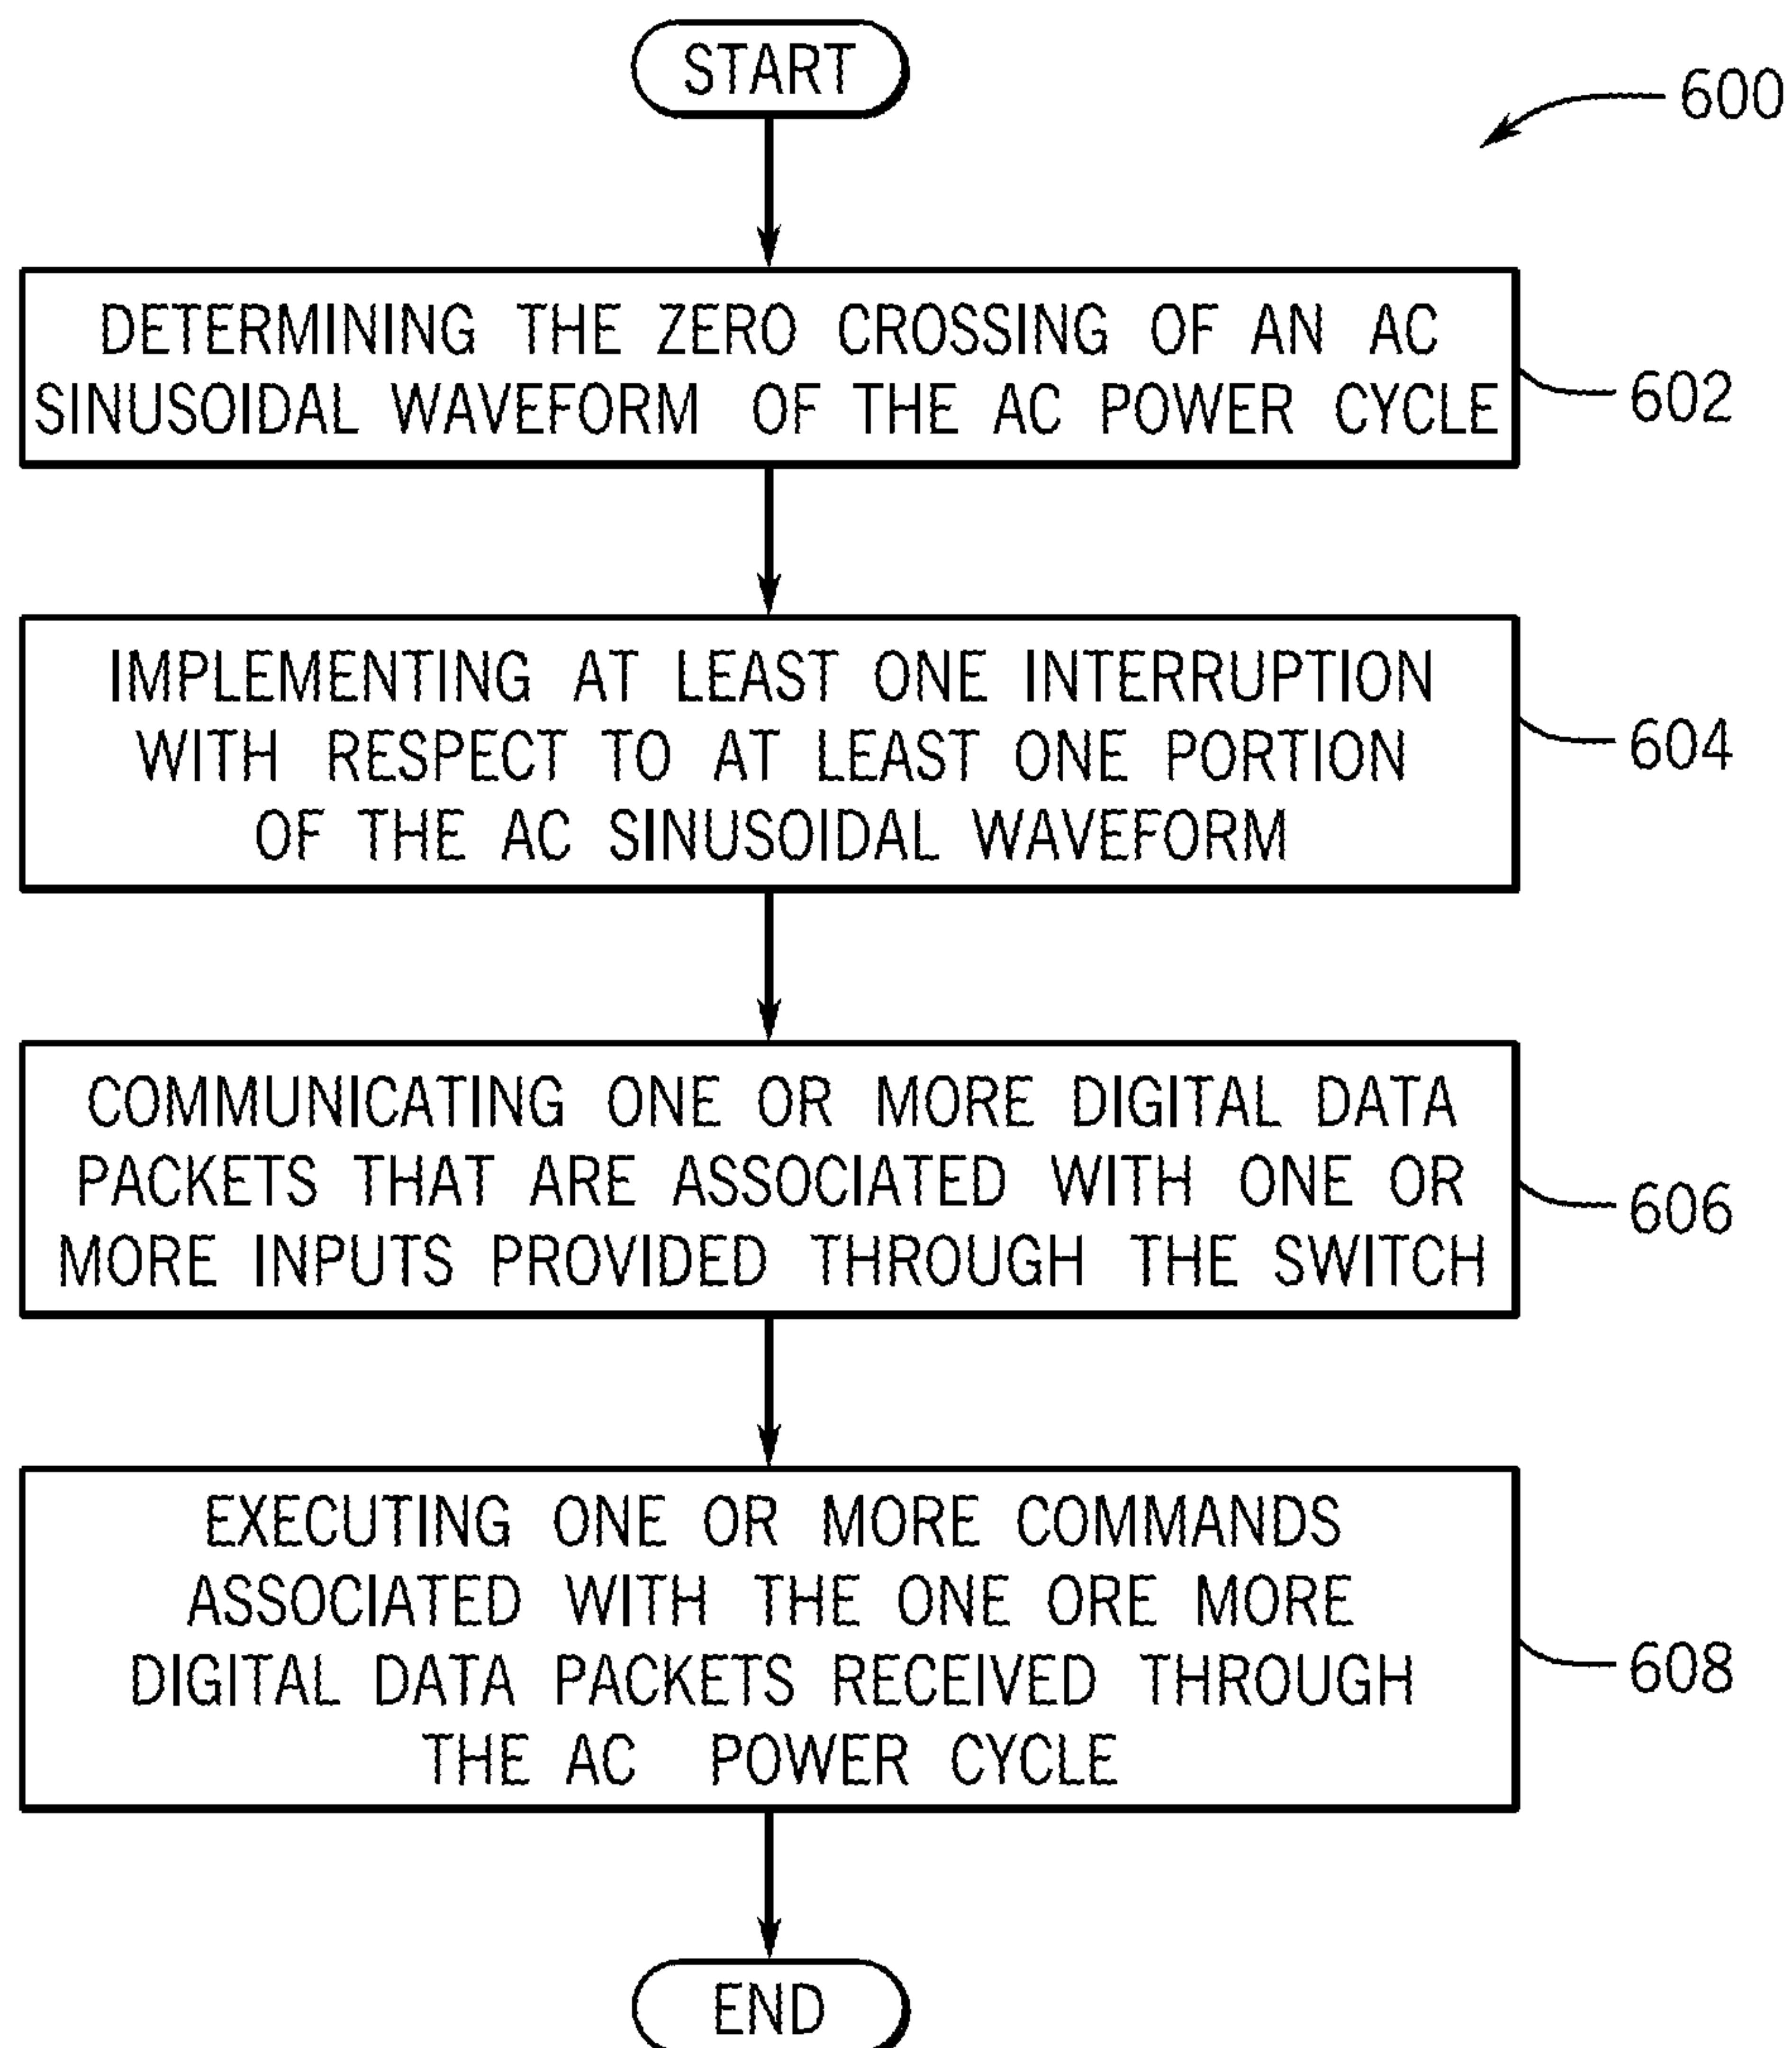 START
600
DETERMINING THE ZERO CROSSING OF AN AC
SINUSOIDAL WAVEFORM OF THE AC POWER CYCLE
602
IMPLEMENTING AT LEAST ONE INTERRUPTION
WITH RESPECT TO AT LEAST ONE PORTION
OF THE AC SINUSOIDAL WAVEFORM
604
COMMUNICATING ONE OR MORE DIGITAL DATA
PACKETS THAT ARE ASSOCIATED WITH ONE OR
MORE INPUTS PROVIDED THROUGH THE SWITCH
606
EXECUTING ONE OR MORE COMMANDS
ASSOCIATED WITH THE ONE ORE MORE
DIGITAL DATA PACKETS RECEIVED THROUGH
THE AC POWER CYCLE
608
END